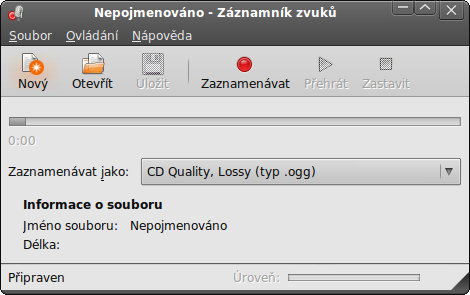 Nepojmenováno - Záznamník zvuků
Soubor Ovládání Nápověda
Nový Otevřít Uložit Zaznamenávat Přehrát Zastavit
0:00
Zaznamenávat jako: CD Quality, Lossy (typ .ogg)
Informace o souboru
Jméno souboru: Nepojmenováno
Délka:
Připraven Úroveň: